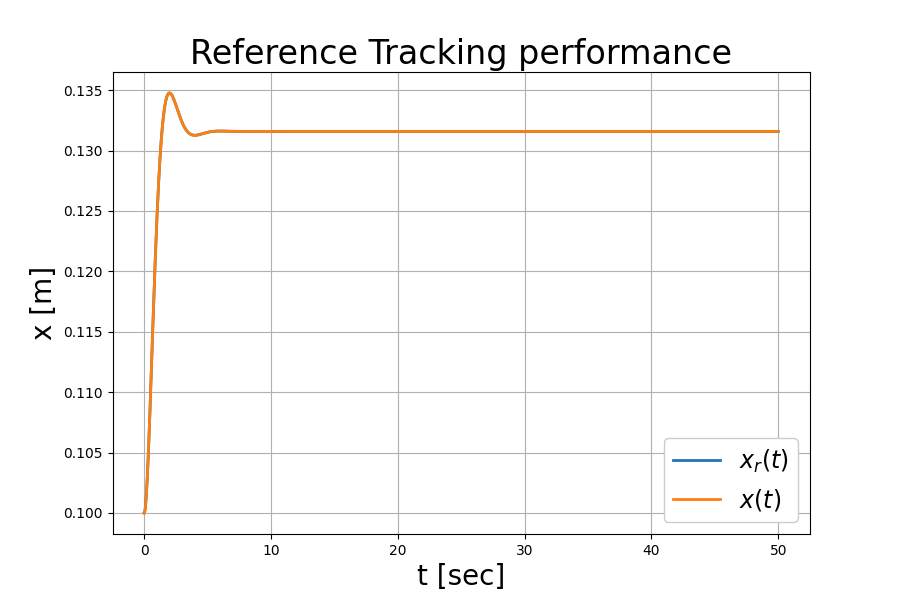 Reference Tracking performance
0.135
0.130
0.125
0.120
0.115
0.110
0.105
0.100
x [m]
0 10 20 30 40 50
t [sec]
x_r(t)
x(t)